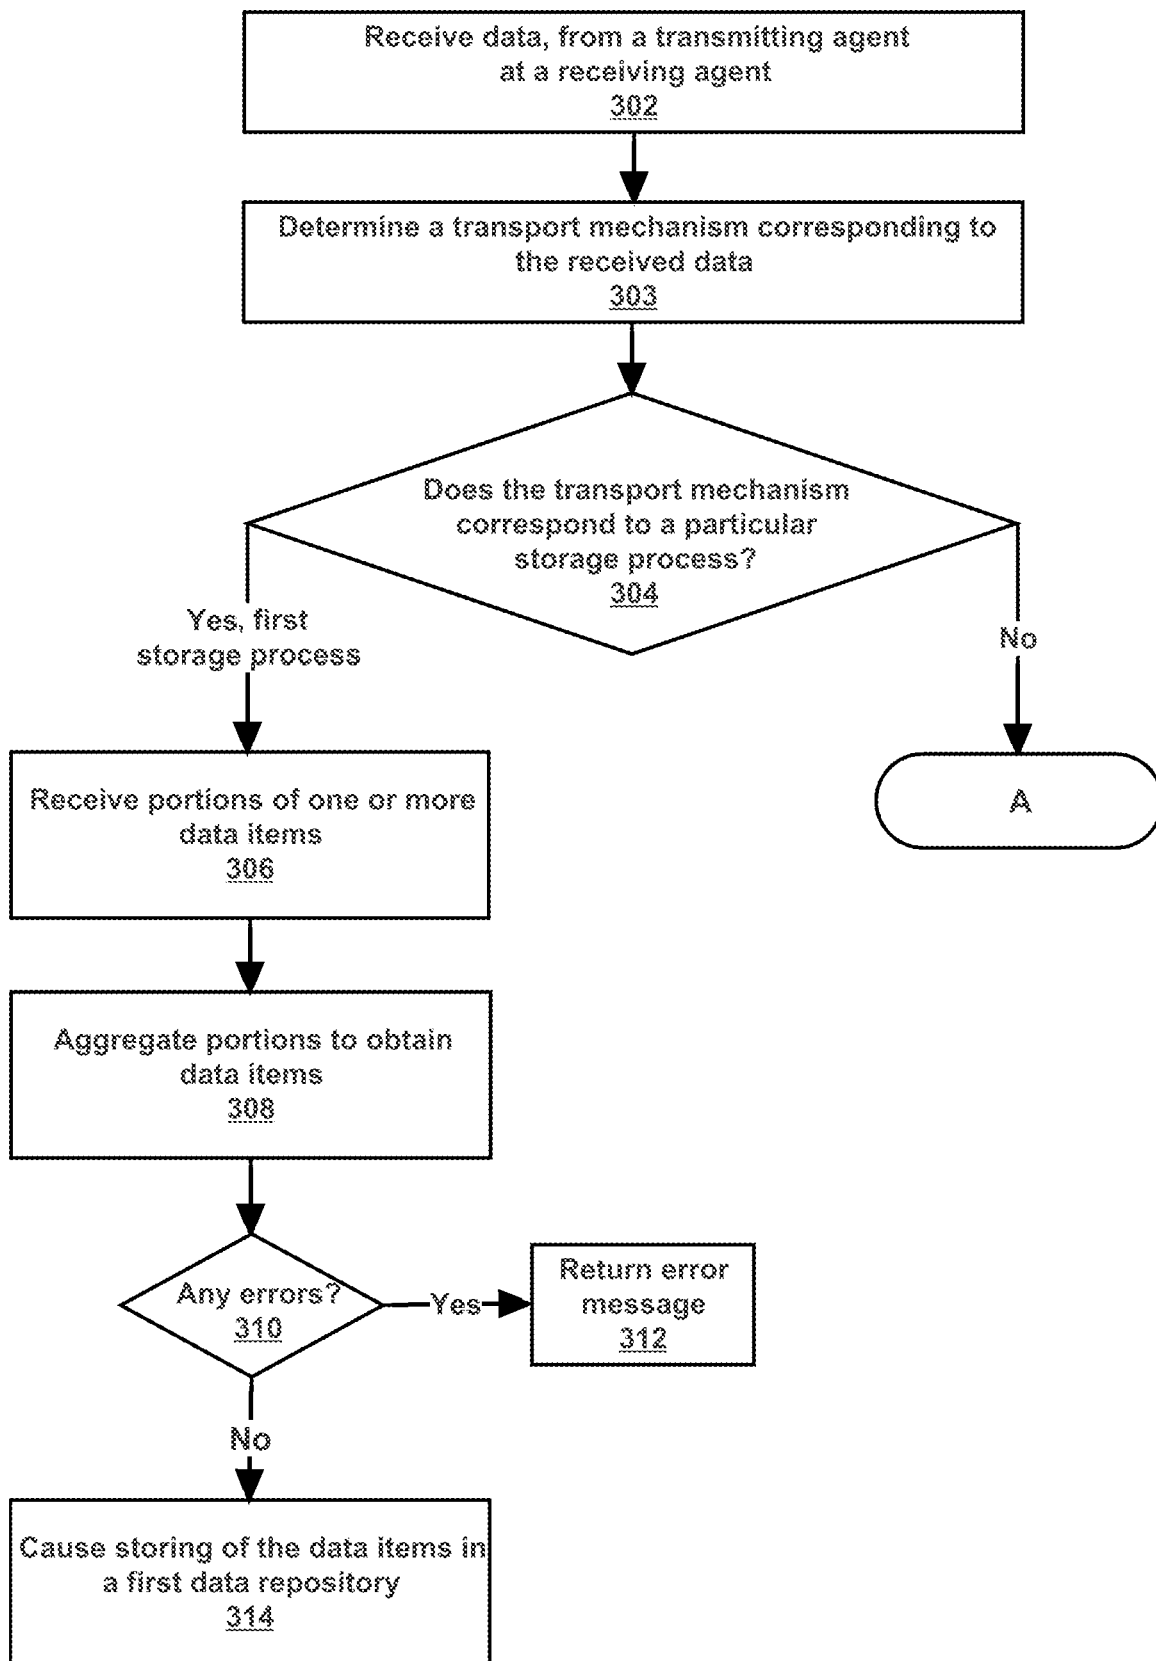 Receive data, from a transmitting agent
at a receiving agent
302
Determine a transport mechanism corresponding to
the received data
303
Does the transport mechanism
correspond to a particular
storage process?
304
Yes, first
storage process
No
Receive portions of one or more
data items
306
A
Aggregate portions to obtain
data items
308
Any errors?
310
Yes
Return error
message
312
No
Cause storing of the data items in
a first data repository
314